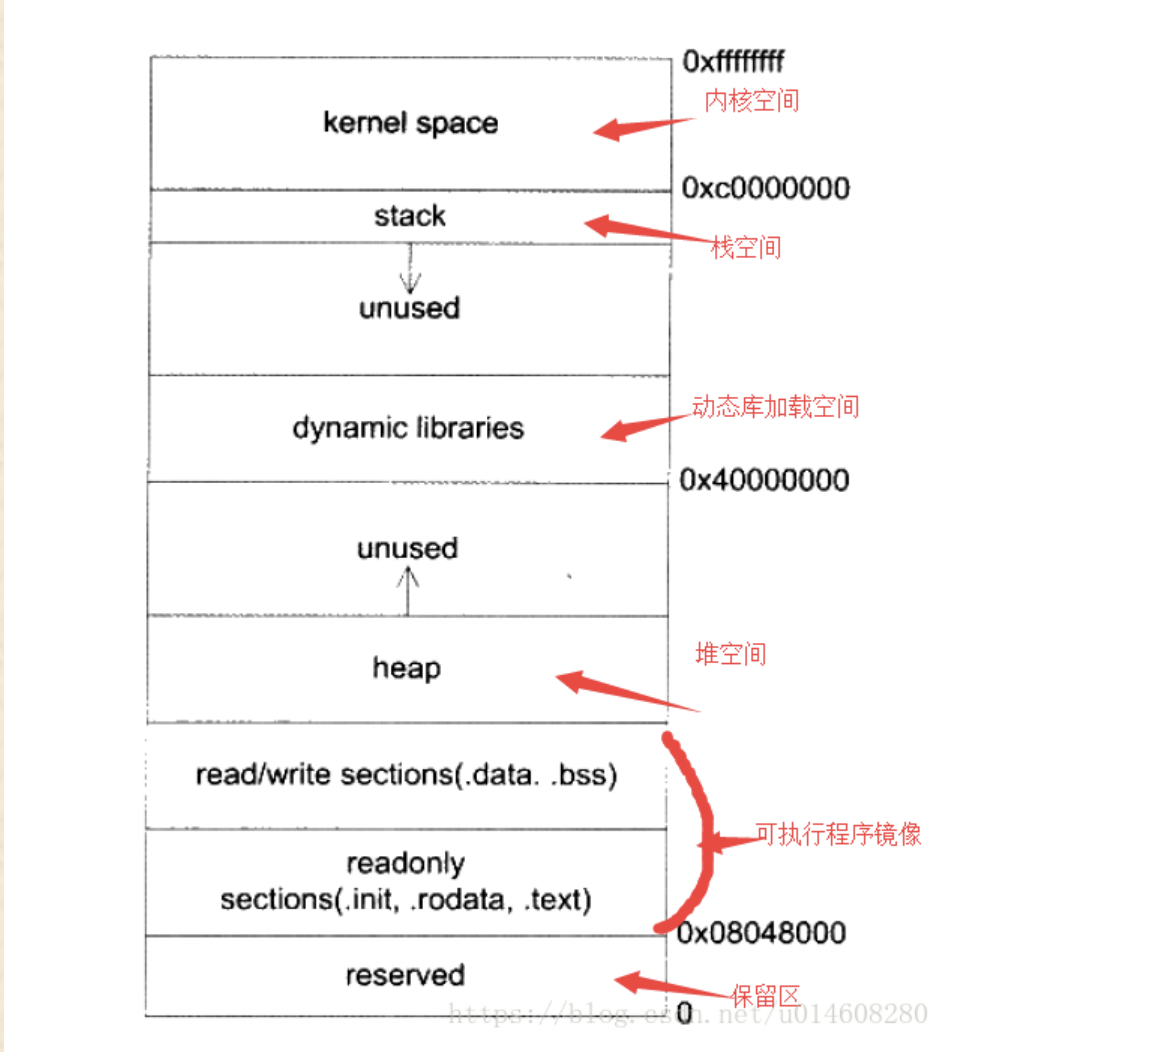 0xffffffff
内核空间
kernel space
0xc0000000
stack
栈空间
unused
动态库加载空间
dynamic libraries
0x40000000
unused
堆空间
heap
read/write sections(.data. .bss)
可执行程序镜像
readonly
sections(.init, .rodata, .text)
0x08048000
reserved
保留区
0
https://blog.csdn.net/u014608280